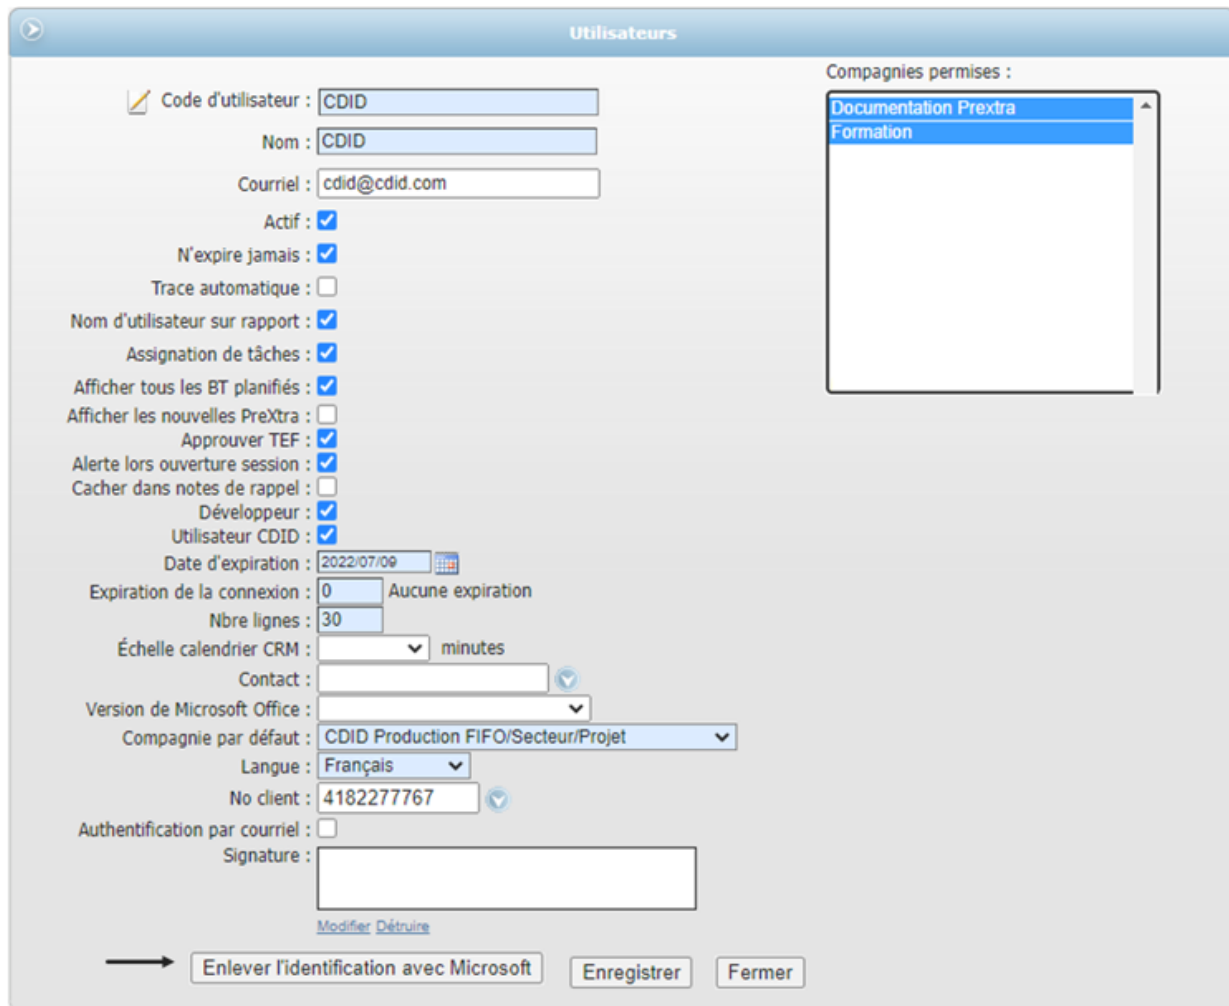 Utilisateurs
Compagnies permises :
Documentation Prextra
Formation
Code d'utilisateur : CDID
Nom : CDID
Courriel : cdid@cdid.com
Actif :
N'expire jamais :
Trace automatique :
Nom d'utilisateur sur rapport :
Assignation de tâches :
Afficher tous les BT planifiés :
Afficher les nouvelles PreXtra :
Approuver TEF :
Alerte lors ouverture session :
Cacher dans notes de rappel :
Développeur :
Utilisateur CDID :
Date d'expiration : 2022/07/09
Expiration de la connexion : 0 Aucune expiration
Nbre lignes : 30
Échelle calendrier CRM : minutes
Contact :
Version de Microsoft Office :
Compagnie par défaut : CDID Production FIFO/Secteur/Projet
Langue : Français
No client : 4182277767
Authentification par courriel :
Signature :
Modifier Détruire
Enlever l'identification avec Microsoft Enregistrer Fermer